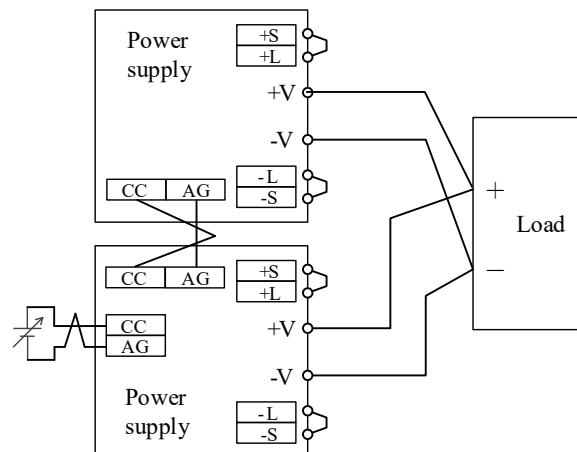 Power
supply
+S
+L
+V
-V
-L
-S
CC AG
CC AG
+S
+L
CC
AG
+V
-V
Power
supply
-L
-S
+
Load
−